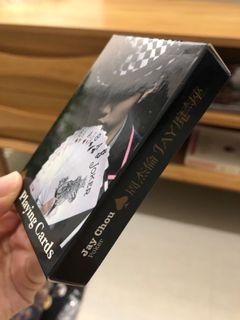 JOKER
Playing Cards
Jay Chou
Poker
周杰倫 JAY/魔杰座